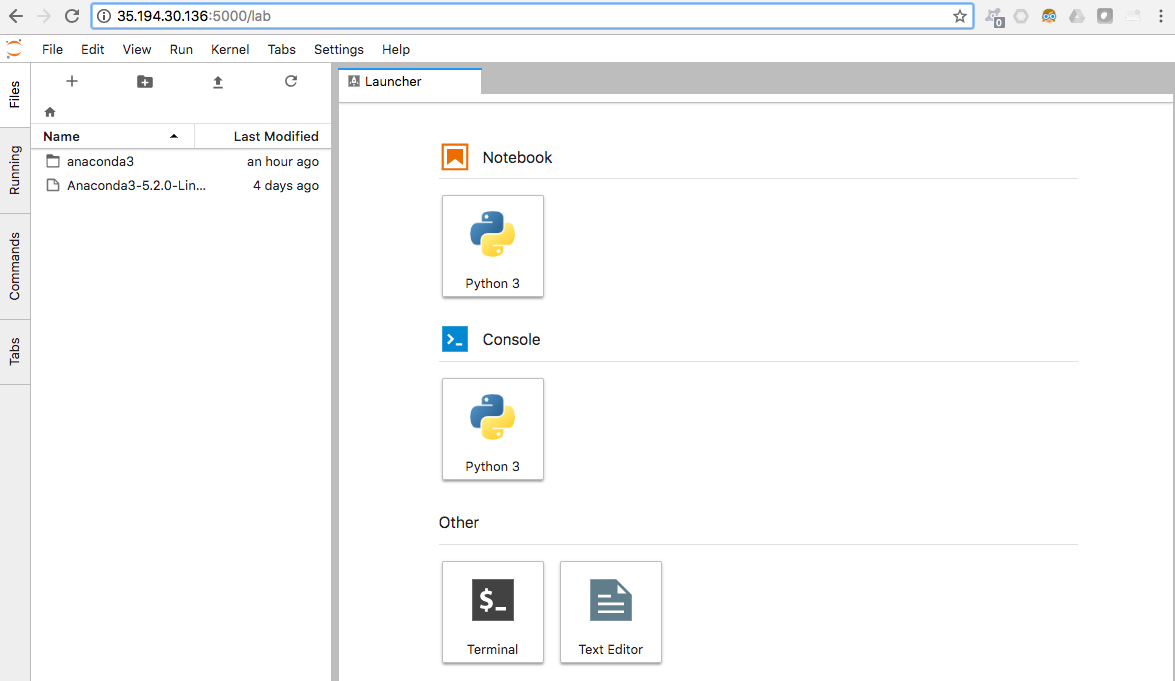 35.194.30.136:5000/lab
0
File Edit View Run Kernel Tabs Settings Help
Files
Running
Commands
Tabs
Name Last Modified
anaconda3 an hour ago
Anaconda3-5.2.0-Lin... 4 days ago
Launcher
Notebook
Python 3
Console
>_
Python 3
Other
$_
Terminal
Text Editor